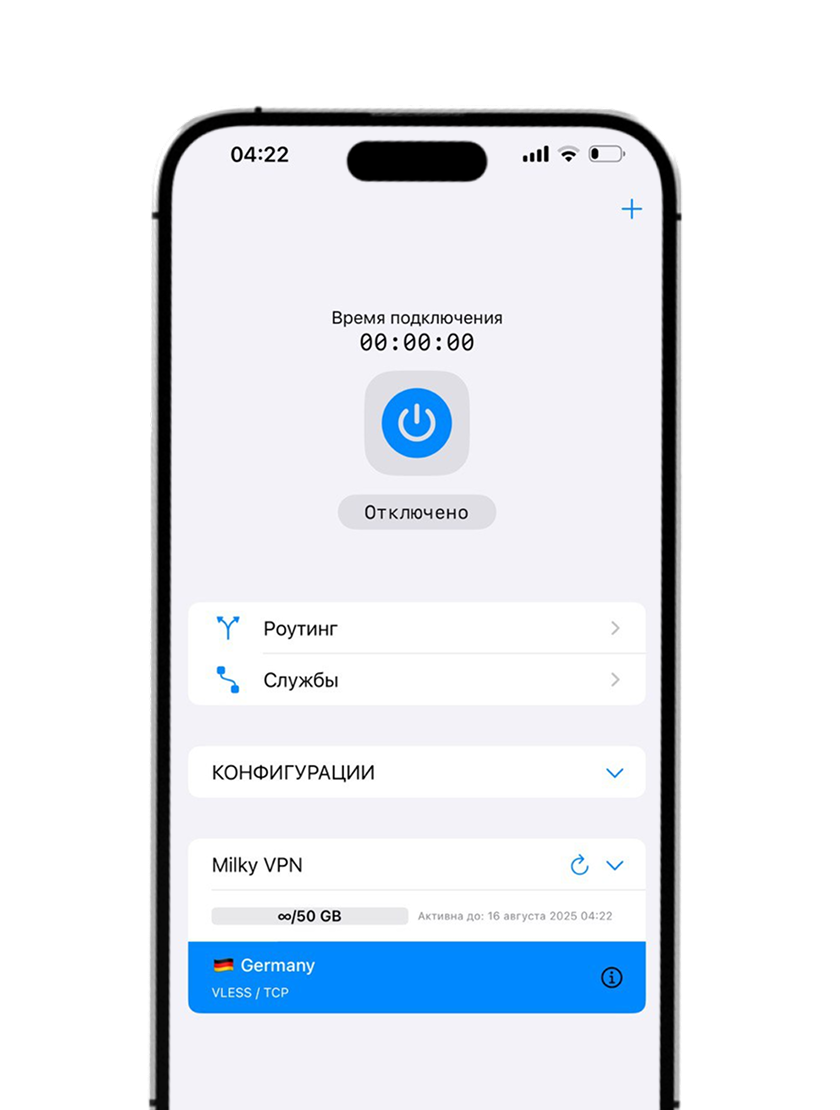 04:22
Время подключения
00:00:00
Отключено
Роутинг
Службы
КОНФИГУРАЦИИ
Milky VPN
∞/50 GB Активна до: 16 августа 2025 04:22
Germany
VLESS / TCP